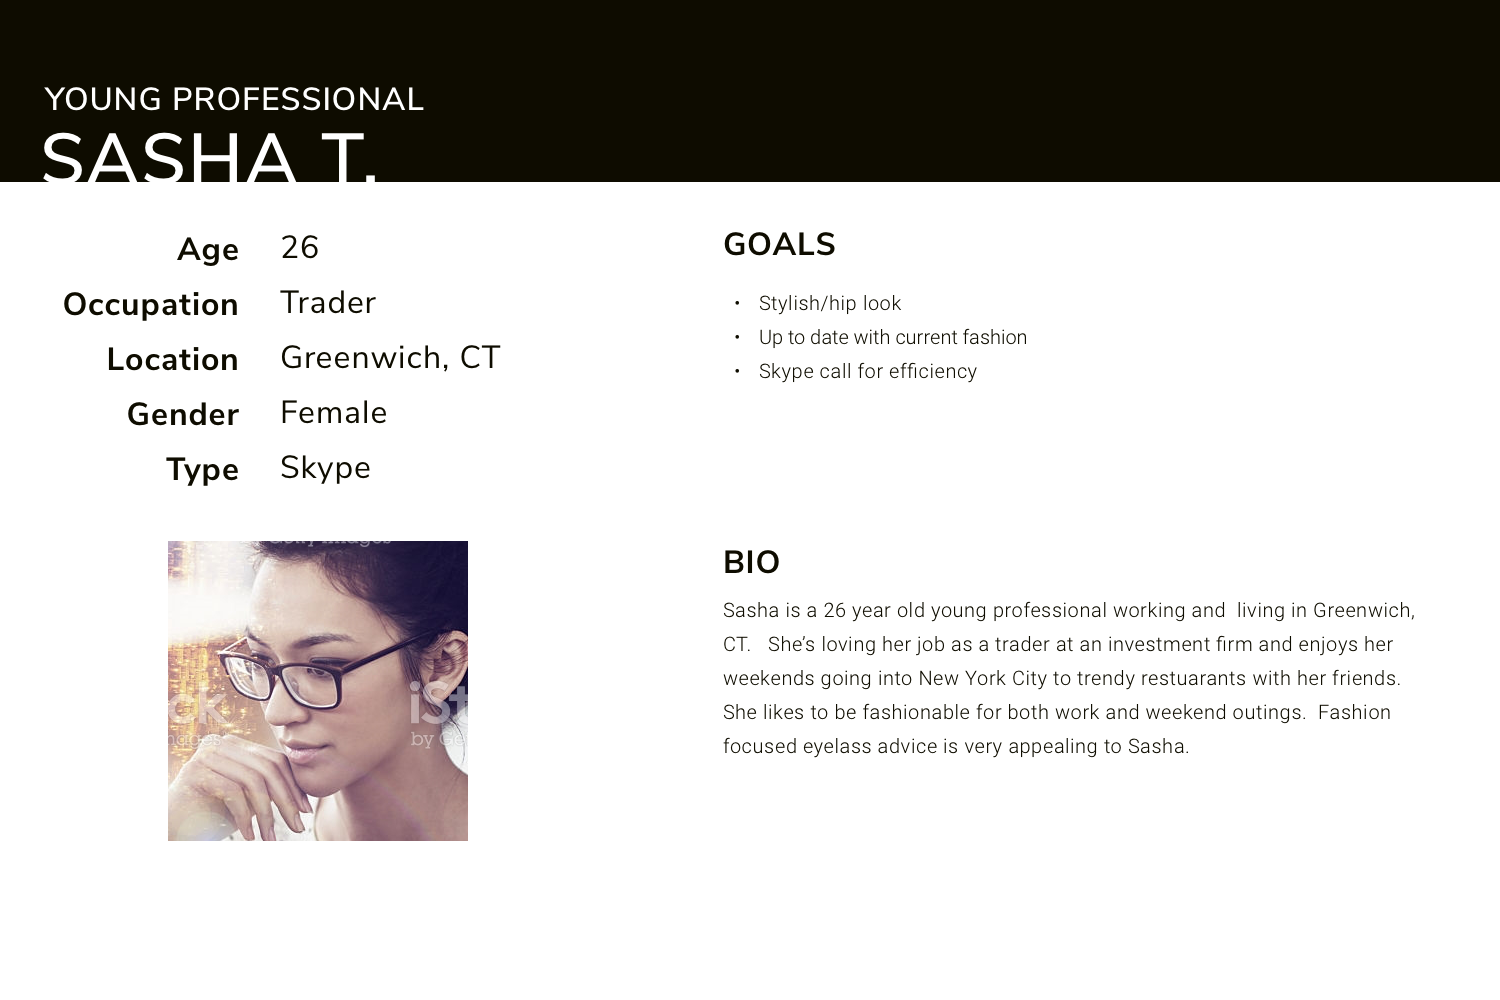 YOUNG PROFESSIONAL
SASHA T.
Age 26
Occupation Trader
Location Greenwich, CT
Gender Female
Type Skype
GOALS
• Stylish/hip look
• Up to date with current fashion
• Skype call for efficiency
Getty Images
ck
mages
iSt
by Ge
BIO
Sasha is a 26 year old young professional working and  living in Greenwich,
CT.   She’s loving her job as a trader at an investment firm and enjoys her
weekends going into New York City to trendy restuarants with her friends.
She likes to be fashionable for both work and weekend outings.  Fashion
focused eyelass advice is very appealing to Sasha.